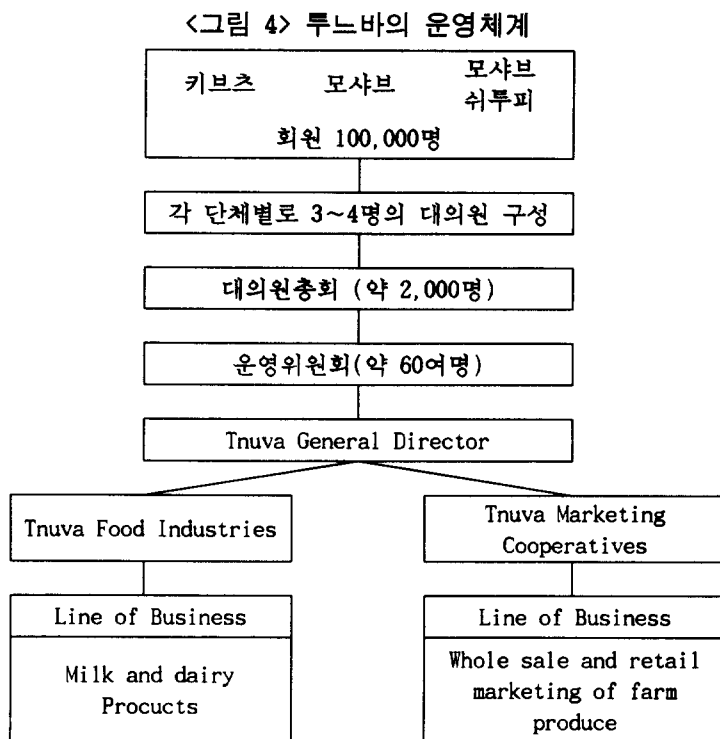 <그림 4> 투느바의 운영체계
키브츠
모샤브
모샤브
쉬투피
회원 100,000명
각 단체별로 3~4명의 대의원 구성
대의원총회 (약 2,000명)
운영위원회(약 60여명)
Tnuva General Director
Tnuva Food Industries
Line of Business
Milk and dairy
Procucts
Tnuva Marketing
Cooperatives
Line of Business
Whole sale and retail
marketing of farm
produce